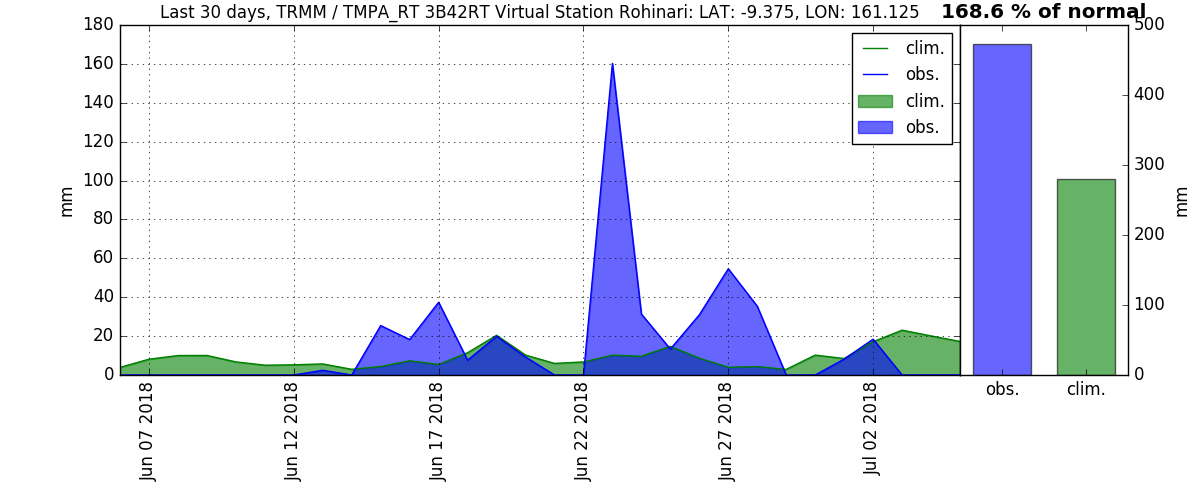 Last 30 days, TRMM / TMPA_RT 3B42RT Virtual Station Rohinari: LAT: -9.375, LON: 161.125
168.6 % of normal
180
160
140
120
100
80
60
40
20
0
mm
clim.
obs.
clim.
obs.
Jun 07 2018
Jun 12 2018
Jun 17 2018
Jun 22 2018
Jun 27 2018
Jul 02 2018
500
400
300
200
100
0
mm
obs.
clim.